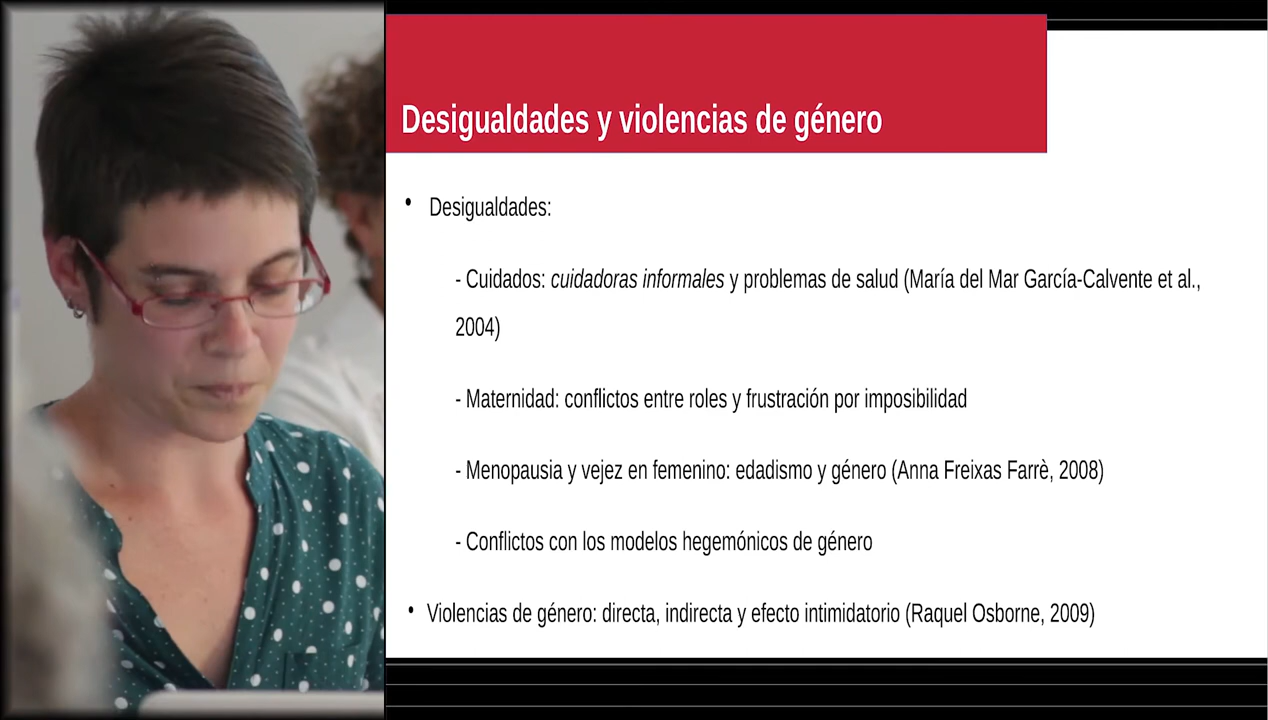 Desigualdades y violencias de género
• Desigualdades:
- Cuidados: cuidadoras informales y problemas de salud (María del Mar García-Calvente et al.,
2004)
- Maternidad: conflictos entre roles y frustración por imposibilidad
- Menopausia y vejez en femenino: edadismo y género (Anna Freixas Farrè, 2008)
- Conflictos con los modelos hegemónicos de género
• Violencias de género: directa, indirecta y efecto intimidatorio (Raquel Osborne, 2009)